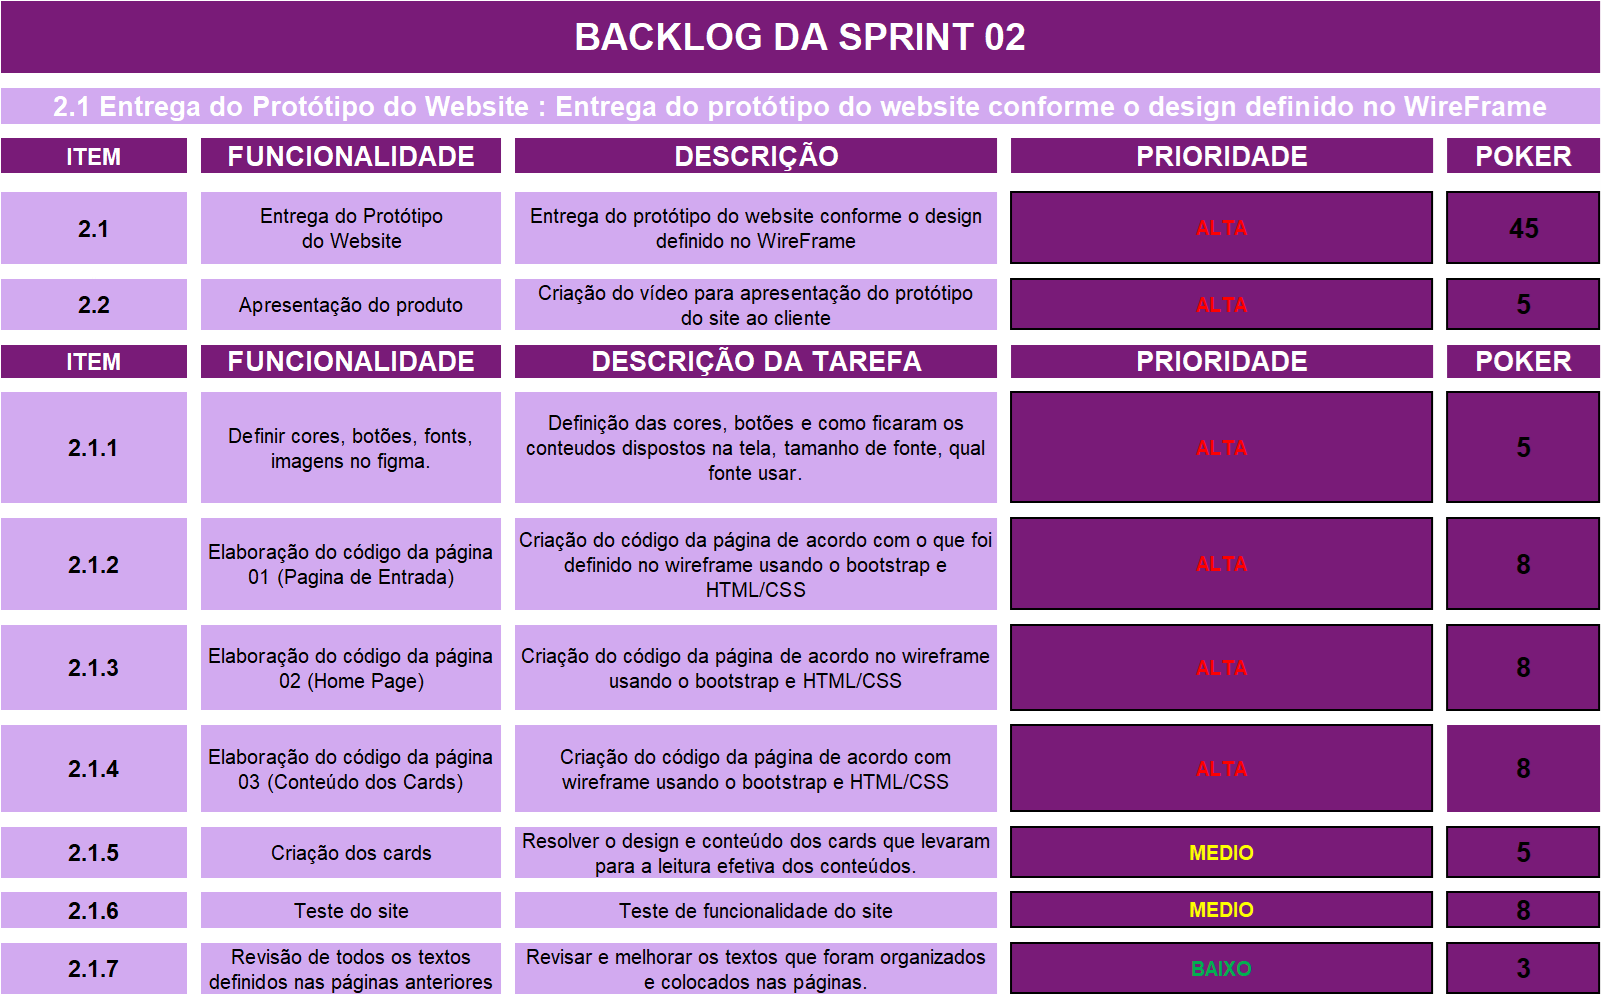 BACKLOG DA SPRINT 02
2.1 Entrega do Protótipo do Website : Entrega do protótipo do website conforme o design definido no WireFrame
ITEM FUNCIONALIDADE DESCRIÇÃO PRIORIDADE POKER
2.1
Entrega do Protótipo
do Website
Entrega do protótipo do website conforme o design
definido no WireFrame
ALTA
45
2.2
Apresentação do produto
Criação do vídeo para apresentação do protótipo
do site ao cliente
ALTA
5
ITEM FUNCIONALIDADE DESCRIÇÃO DA TAREFA PRIORIDADE POKER
2.1.1
Definir cores, botões, fonts,
imagens no figma.
Definição das cores, botões e como ficaram os
conteudos dispostos na tela, tamanho de fonte, qual
fonte usar.
ALTA
5
2.1.2
Elaboração do código da página
01 (Pagina de Entrada)
Criação do código da página de acordo com o que foi
definido no wireframe usando o bootstrap e
HTML/CSS
ALTA
8
2.1.3
Elaboração do código da página
02 (Home Page)
Criação do código da página de acordo no wireframe
usando o bootstrap e HTML/CSS
ALTA
8
2.1.4
Elaboração do código da página
03 (Conteúdo dos Cards)
Criação do código da página de acordo com
wireframe usando o bootstrap e HTML/CSS
ALTA
8
2.1.5
Criação dos cards
Resolver o design e conteúdo dos cards que levaram
para a leitura efetiva dos conteúdos.
MEDIO
5
2.1.6
Teste do site
Teste de funcionalidade do site
MEDIO
8
2.1.7
Revisão de todos os textos
definidos nas páginas anteriores
Revisar e melhorar os textos que foram organizados
e colocados nas páginas.
BAIXO
3